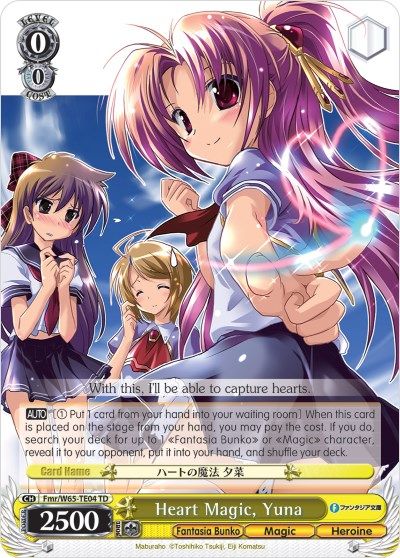 LEVEL
0
0
COST
With this, I'll be able to capture hearts.
AUTO [① Put 1 card from your hand into your waiting room] When this card
is placed on the stage from your hand, you may pay the cost. If you do,
search your deck for up to 1 «Fantasia Bunko» or «Magic» character,
reveal it to your opponent, put it into your hand, and shuffle your deck.
Card Name ハートの魔法 夕菜
CH Fmr/W65-TE04 TD
POWER 2500 SOUL Heart Magic, Yuna ファンタジア文庫
Fantasia Bunko Magic Heroine
Maburaho ©Toshihiko Tsukiji, Eiji Komatsu